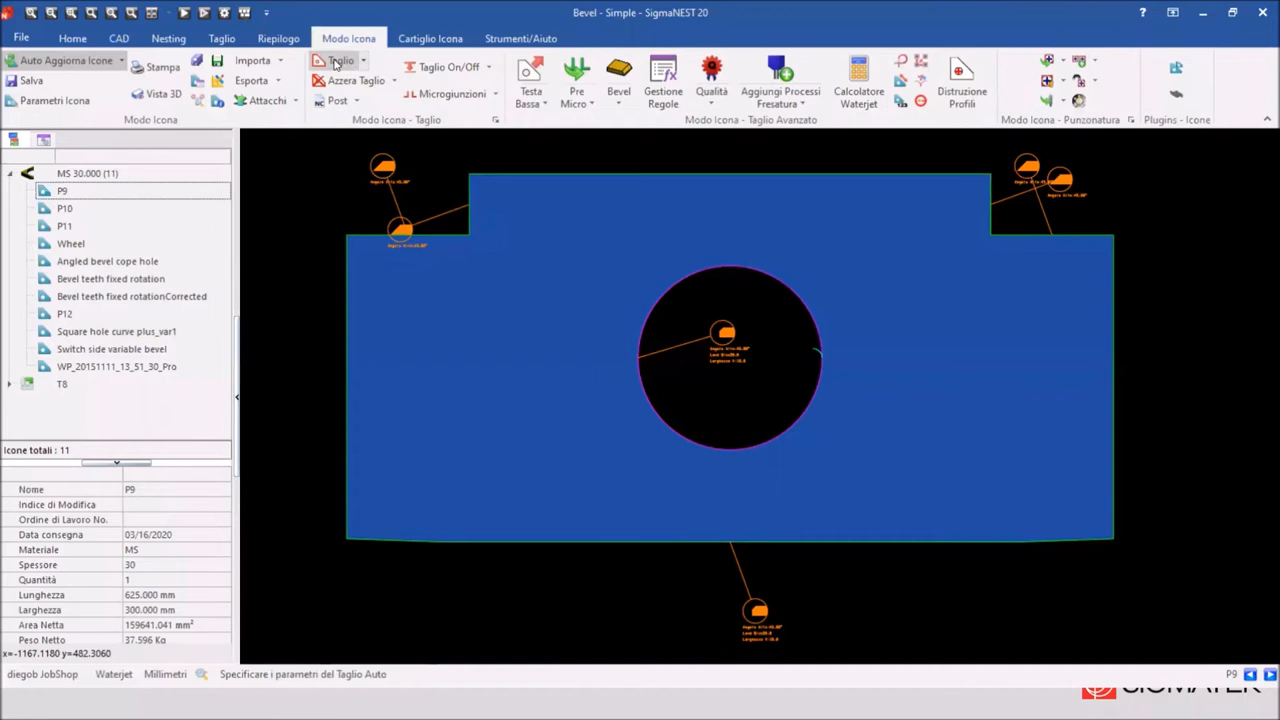 Bevel - Simple - SigmaNEST 20
File
Home
CAD
Nesting
Taglio
Riepilogo
Modo Icona
Cartiglio Icona
Strumenti/Aiuto
Auto Aggiorna Icone
Salva
Parametri Icona
Stampa
Vista 3D
Importa
Esporta
Attacchi
Modo Icona
Taglio
Azzera Taglio
Post
Taglio On/Off
Microgiunzioni
Modo Icona - Taglio
Testa Bassa
Pre Micro
Bevel
Gestione Regole
Qualità
Aggiungi Processi Fresatura
Calcolatore Waterjet
Distruzione Profili
Modo Icona - Taglio Avanzato
Modo Icona - Punzonatura
Plugins - Icone
MS 30.000 (11)
P9
P10
P11
Wheel
Angled bevel cope hole
Bevel teeth fixed rotation
Bevel teeth fixed rotationCorrected
P12
Square hole curve plus_var1
Switch side variable bevel
WP_20151111_13_51_30_Pro
T8
Icone totali : 11
Nome P9
Indice di Modifica
Ordine di Lavoro No.
Data consegna 03/16/2020
Materiale MS
Spessore 30
Quantità 1
Lunghezza 625.000 mm
Larghezza 300.000 mm
Area Netta 159641.041 mm²
Peso Netto 37.596 Kg
x=-1167.1180 y=482.3060
diegob JobShop
Waterjet
Millimetri
Specificare i parametri del Taglio Auto
P9